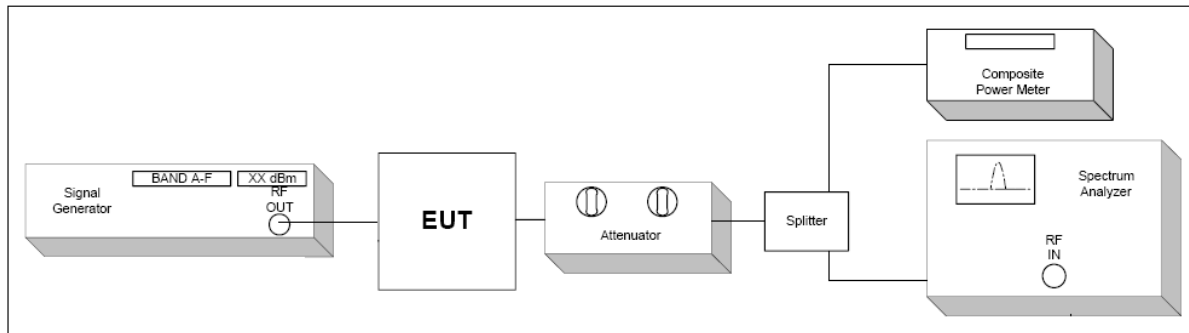 Signal
Generator
BAND A-F
XX dBm
RF
OUT
EUT
Attenuator
Splitter
Composite
Power Meter
Spectrum
Analyzer
RF
IN